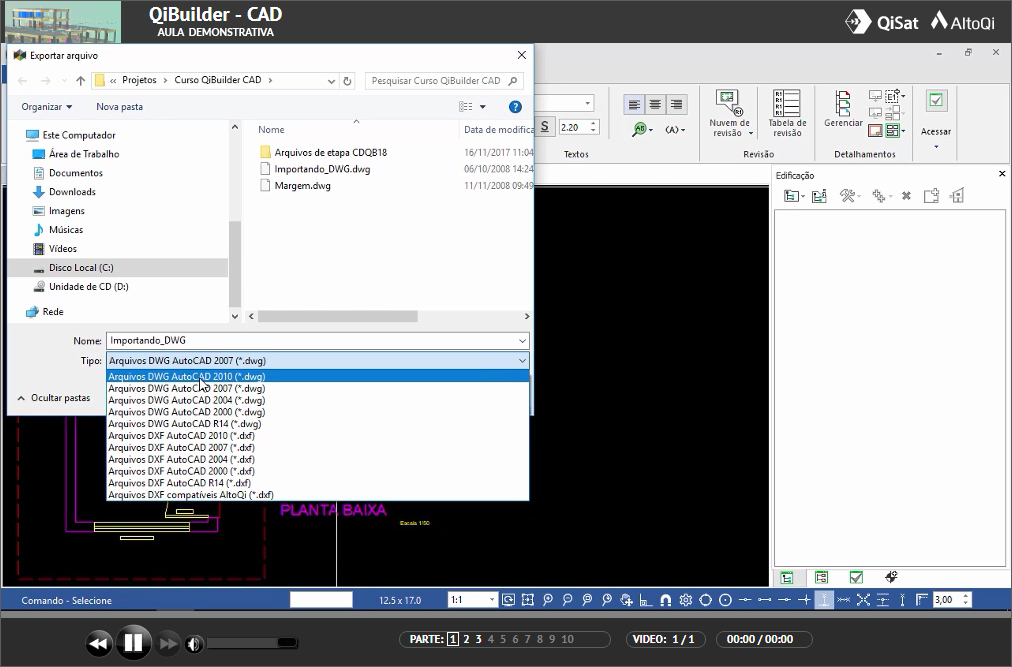 QiBuilder - CAD
AULA DEMONSTRATIVA
QiSat
AltoQi
Exportar arquivo
« Projetos > Curso QiBuilder CAD >
Pesquisar Curso QiBuilder CAD
Organizar
Nova pasta
Este Computador
Área de Trabalho
Documentos
Downloads
Imagens
Músicas
Vídeos
Disco Local (C:)
Unidade de CD (D:)
Rede
Nome
Data de modifica
Arquivos de etapa CDQB18
16/11/2017 11:04
Importando_DWG.dwg
06/10/2008 14:24
Margem.dwg
11/11/2008 09:49
Nome: Importando_DWG
Tipo: Arquivos DWG AutoCAD 2007 (*.dwg)
Arquivos DWG AutoCAD 2010 (*.dwg)
Arquivos DWG AutoCAD 2007 (*.dwg)
Arquivos DWG AutoCAD 2004 (*.dwg)
Arquivos DWG AutoCAD 2000 (*.dwg)
Arquivos DWG AutoCAD R14 (*.dwg)
Arquivos DXF AutoCAD 2010 (*.dxf)
Arquivos DXF AutoCAD 2007 (*.dxf)
Arquivos DXF AutoCAD 2004 (*.dxf)
Arquivos DXF AutoCAD 2000 (*.dxf)
Arquivos DXF AutoCAD R14 (*.dxf)
Arquivos DXF compatíveis AltoQi (*.dxf)
Ocultar pastas
S
2.20
(A)
Textos
Nuvem de
revisão
Tabela de
revisão
Revisão
Gerenciar
Detalhamentos
Acessar
Edificação
PLANTA BAIXA
Escala 1/50
Comando - Selecione
12.5 x 17.0
1:1
3,00
PARTE: 1 2 3 4 5 6 7 8 9 10
VIDEO: 1 / 1
00:00 / 00:00